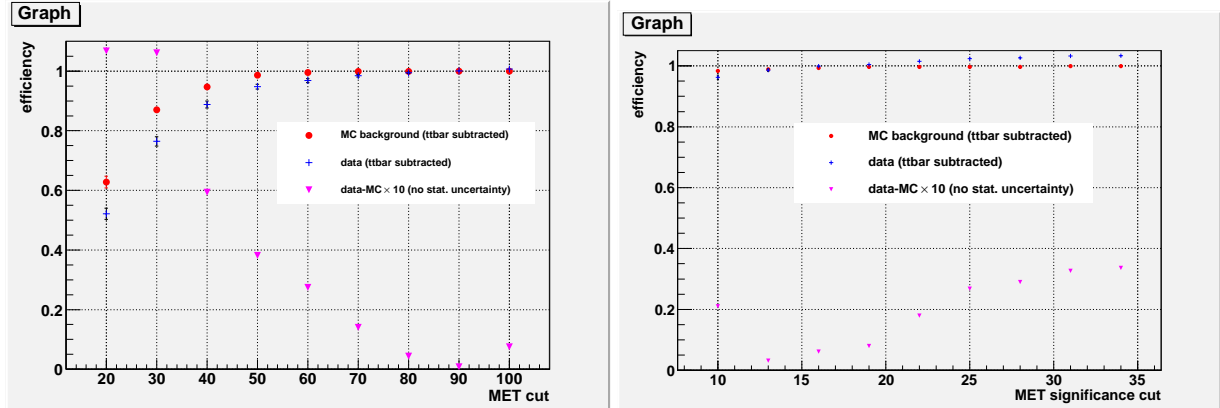 Graph
efficiency
1
0.8
0.6
0.4
0.2
0
MC background (ttbar subtracted)
data (ttbar subtracted)
data-MC × 10 (no stat. uncertainty)
20 30 40 50 60 70 80 90 100
MET cut
Graph
efficiency
1
0.8
0.6
0.4
0.2
0
MC background (ttbar subtracted)
data (ttbar subtracted)
data-MC × 10 (no stat. uncertainty)
10 15 20 25 30 35
MET significance cut